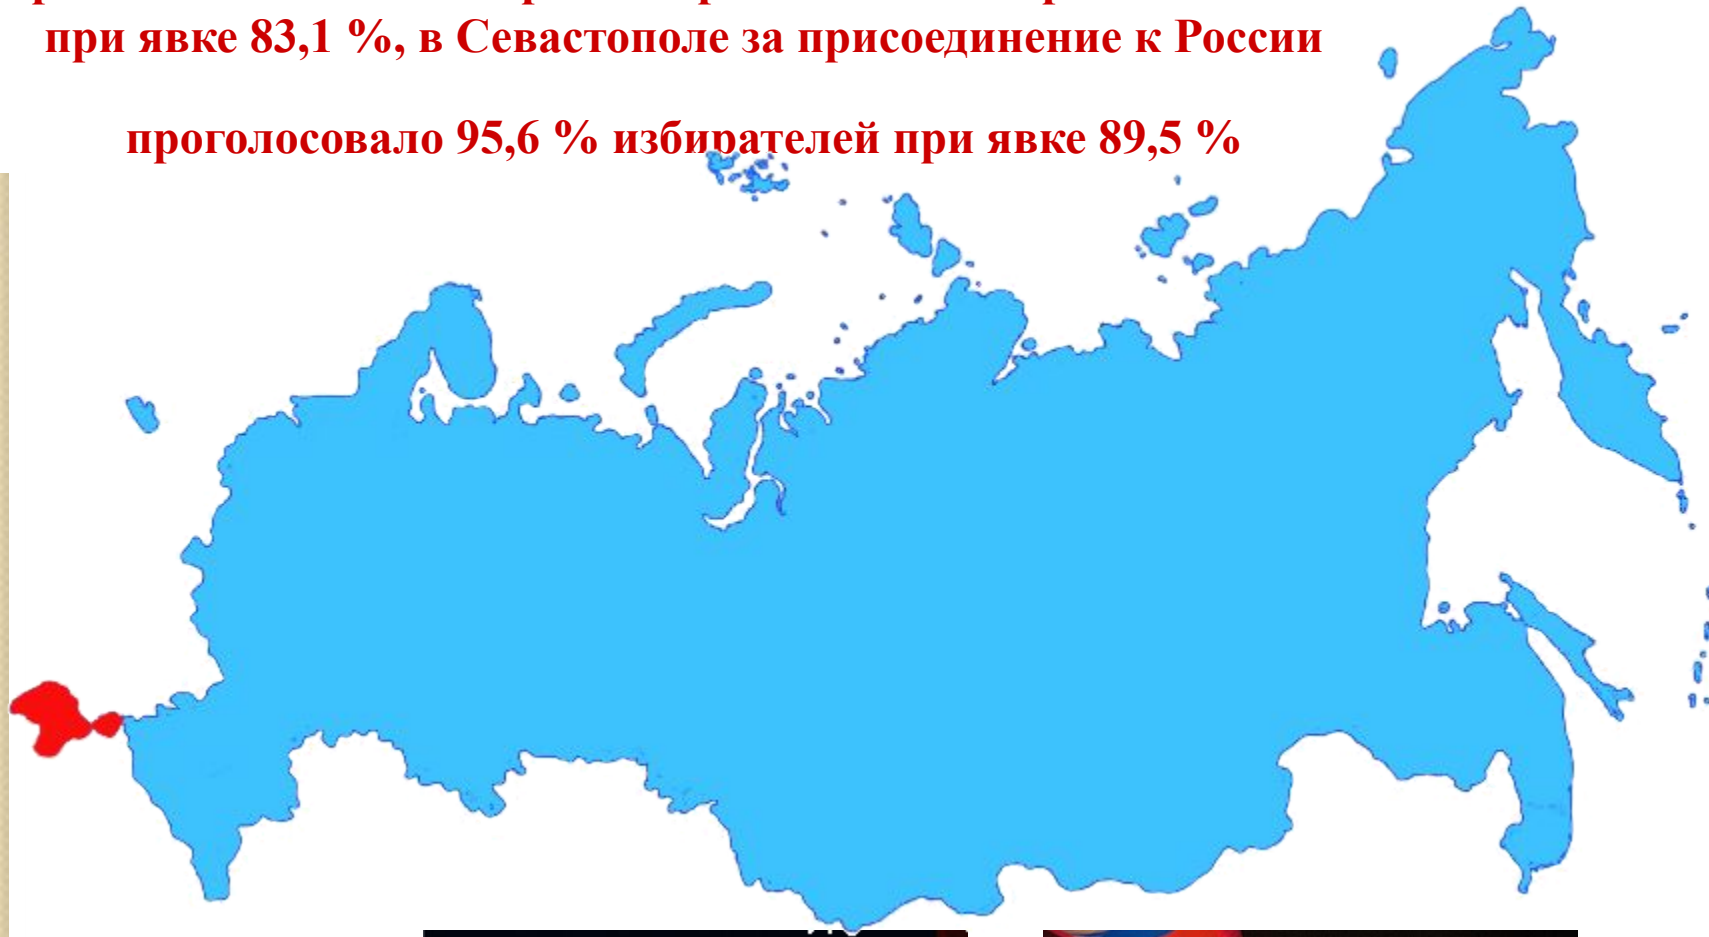 при явке 83,1 %, в Севастополе за присоединение к России
проголосовало 95,6 % избирателей при явке 89,5 %